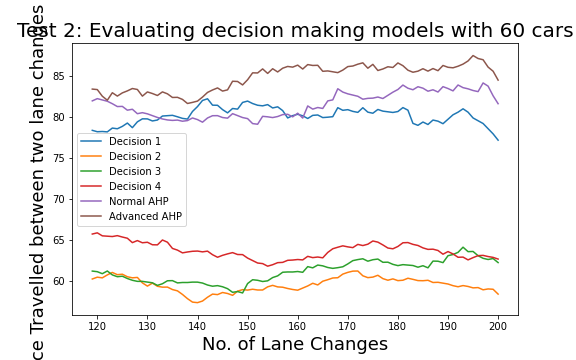 Test 2: Evaluating decision making models with 60 cars
ce Travelled between two lane changes
85
80
75
70
65
60
Decision 1
Decision 2
Decision 3
Decision 4
Normal AHP
Advanced AHP
120
130
140
150
160
170
180
190
200
No. of Lane Changes